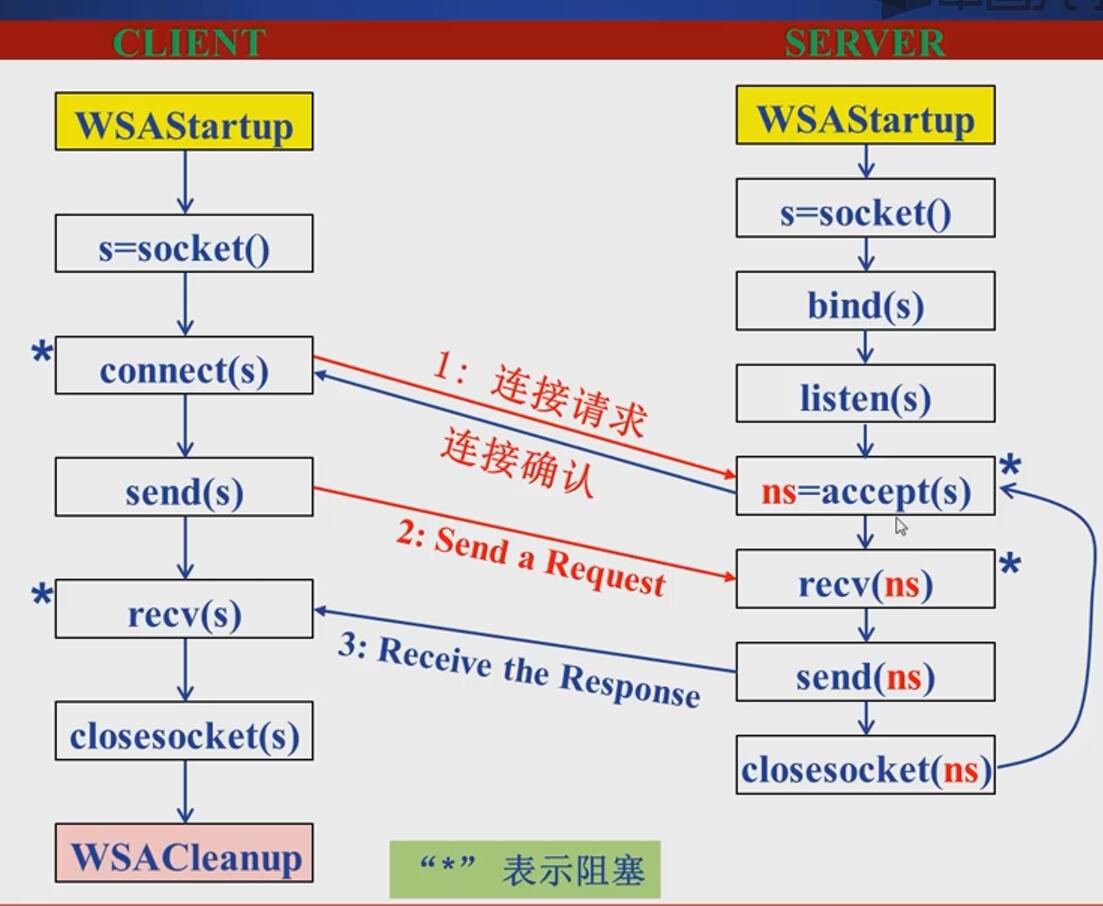 CLIENT
SERVER
WSAStartup
s=socket()
* connect(s)
send(s)
* recv(s)
closesocket(s)
WSACleanup
1：连接请求
连接确认
2: Send a Request
3: Receive the Response
WSAStartup
s=socket()
bind(s)
listen(s)
ns=accept(s) *
recv(ns) *
send(ns)
closesocket(ns)
“*” 表示阻塞